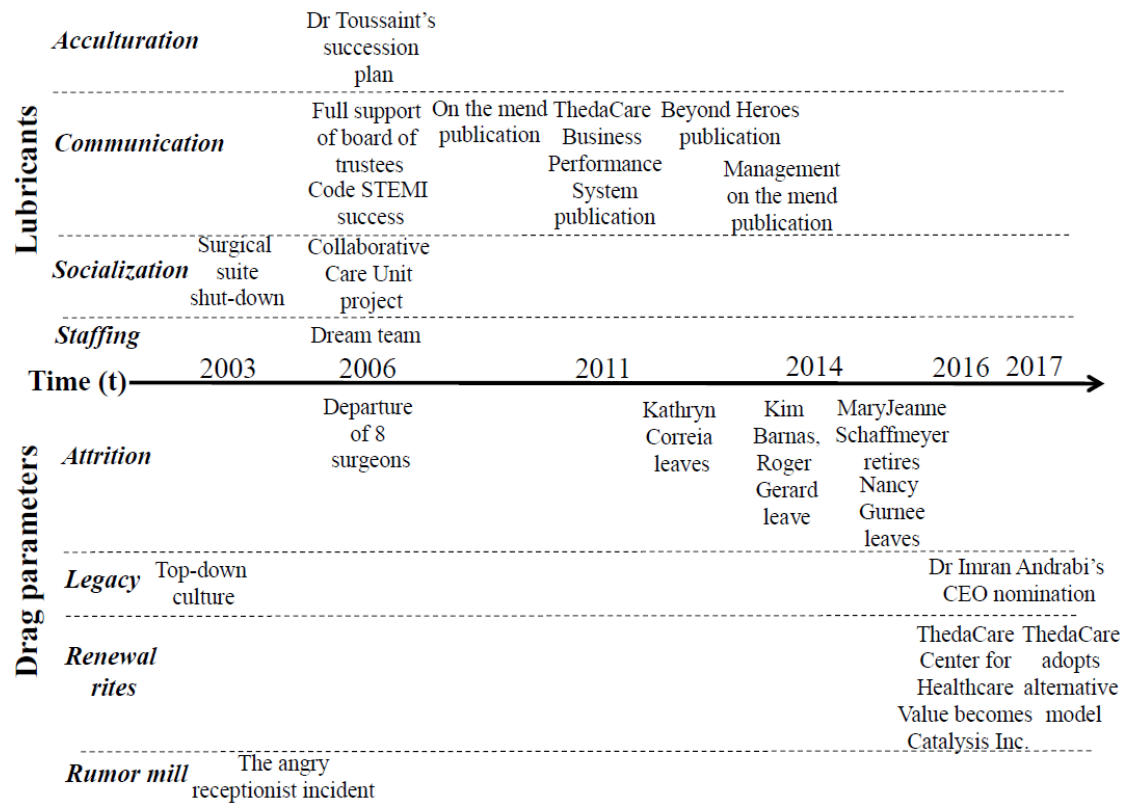 Lubricants
Acculturation
Dr Toussaint's
succession
plan
Communication
Full support
of board of
trustees
Code STEMI
success
On the mend
publication
ThedaCare
Business
Performance
System
publication
Beyond Heroes
publication
Management
on the mend
publication
Socialization
Surgical
suite
shut-down
Collaborative
Care Unit
project
Staffing
Dream team
Time (t)
2003
2006
2011
2014
2016
2017
Drag parameters
Attrition
Departure
of 8
surgeons
Kathryn
Correia
leaves
Kim
Barnas,
Roger
Gerard
leave
MaryJeanne
Schaffmeyer
retires
Nancy
Gurnee
leaves
Legacy
Top-down
culture
Dr Imran Andrabi's
CEO nomination
Renewal
rites
ThedaCare
Center for
Healthcare
Value becomes
Catalysis Inc.
ThedaCare
adopts
alternative
model
Rumor mill
The angry
receptionist incident